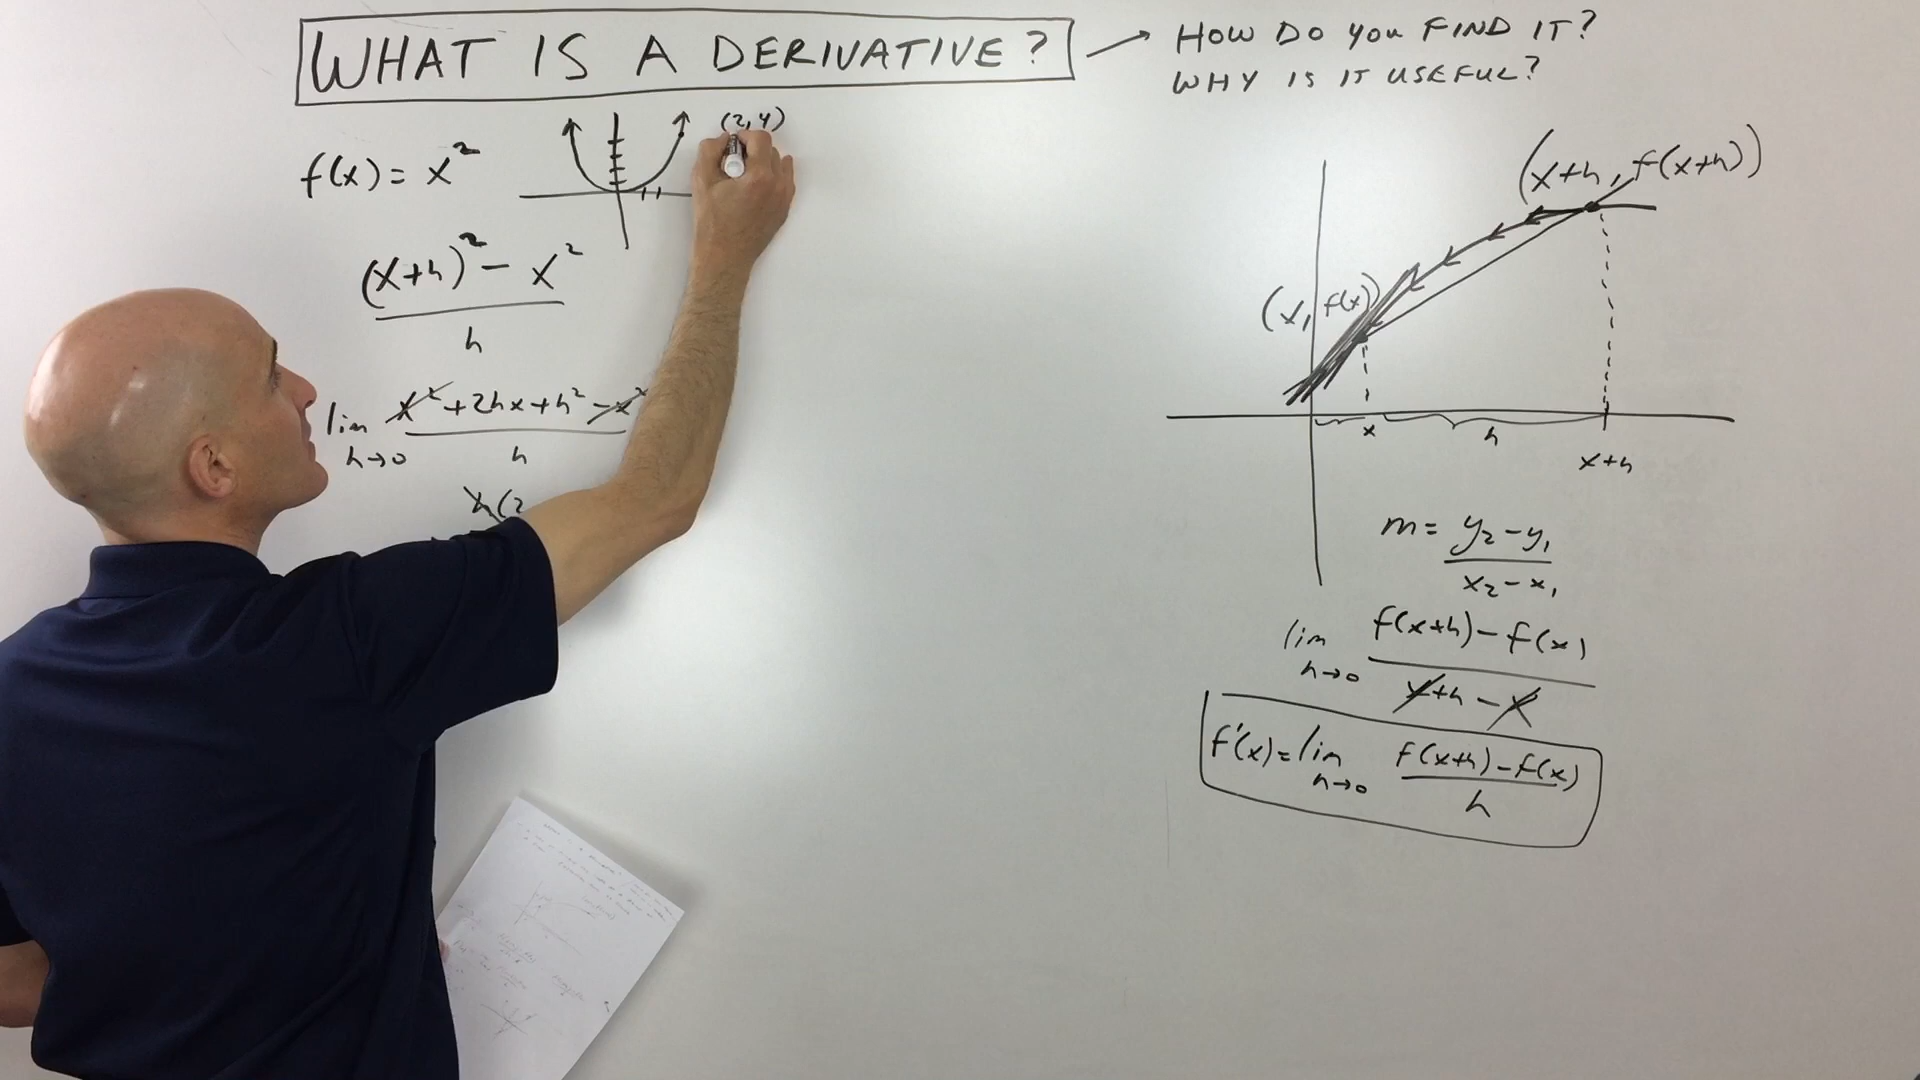 WHAT IS A DERIVATIVE?
HOW DO YOU FIND IT?
WHY IS IT USEFUL?
f(x) = x²
(2,4)
(x+h)² - x²
h
lim x² + 2hx + h² - x²
h→0 h
h(2
(x+h, f(x+h))
(x, f(x))
x h
x+h
m = y₂ - y₁
x₂ - x₁
lim f(x+h) - f(x)
h→0 x+h - x
f'(x) = lim f(x+h) - f(x)
h→0 h